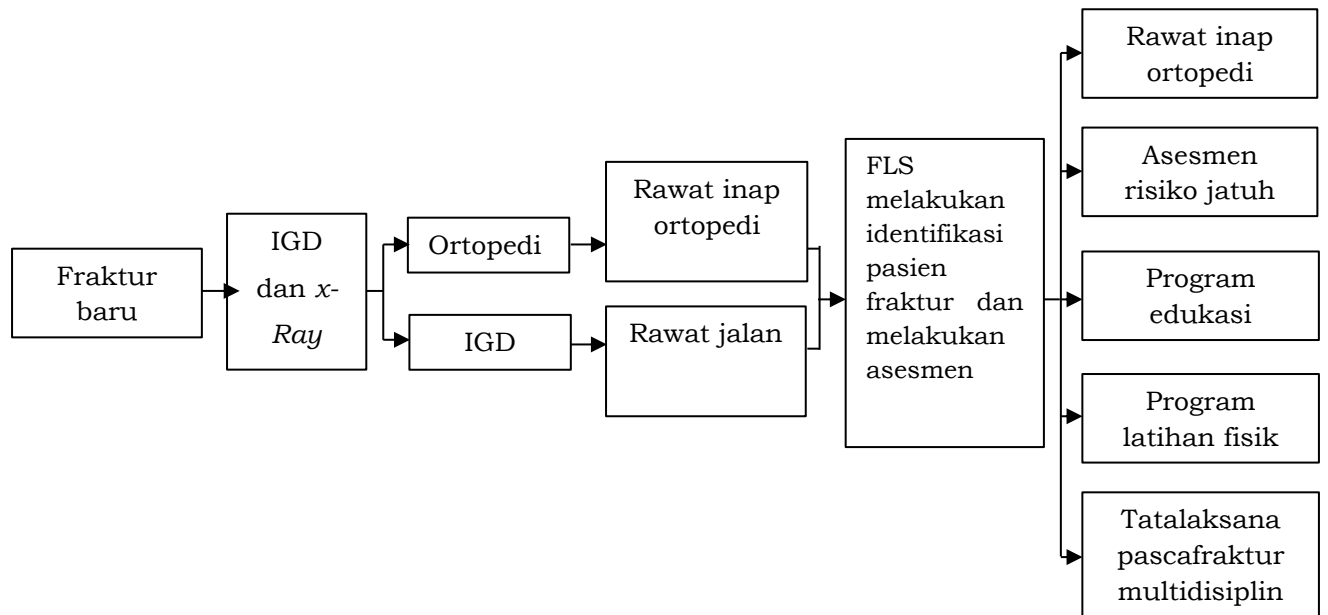 Fraktur
baru
IGD
dan x-
Ray
Ortopedi
IGD
Rawat inap
ortopedi
Rawat jalan
FLS
melakukan
identifikasi
pasien
fraktur dan
melakukan
asesmen
Rawat inap
ortopedi
Asesmen
risiko jatuh
Program
edukasi
Program
latihan fisik
Tatalaksana
pascafraktur
multidisiplin